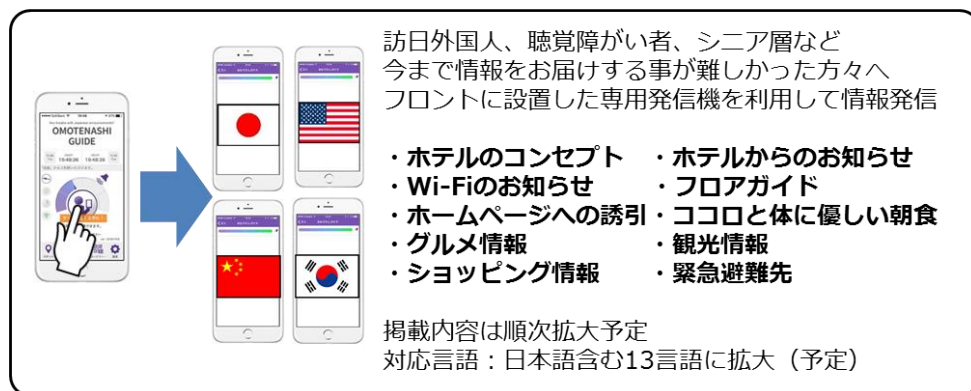 OMOTENASHI
GUIDE
訪日外国人、聴覚障がい者、シニア層など
今まで情報をお届けする事が難しかった方々へ
フロントに設置した専用発信機を利用して情報発信
・ホテルのコンセプト ・ホテルからのお知らせ
・Wi-Fiのお知らせ ・フロアガイド
・ホームページへの誘引 ・ココロと体に優しい朝食
・グルメ情報 ・観光情報
・ショッピング情報 ・緊急避難先
掲載内容は順次拡大予定
対応言語：日本語含む13言語に拡大（予定）